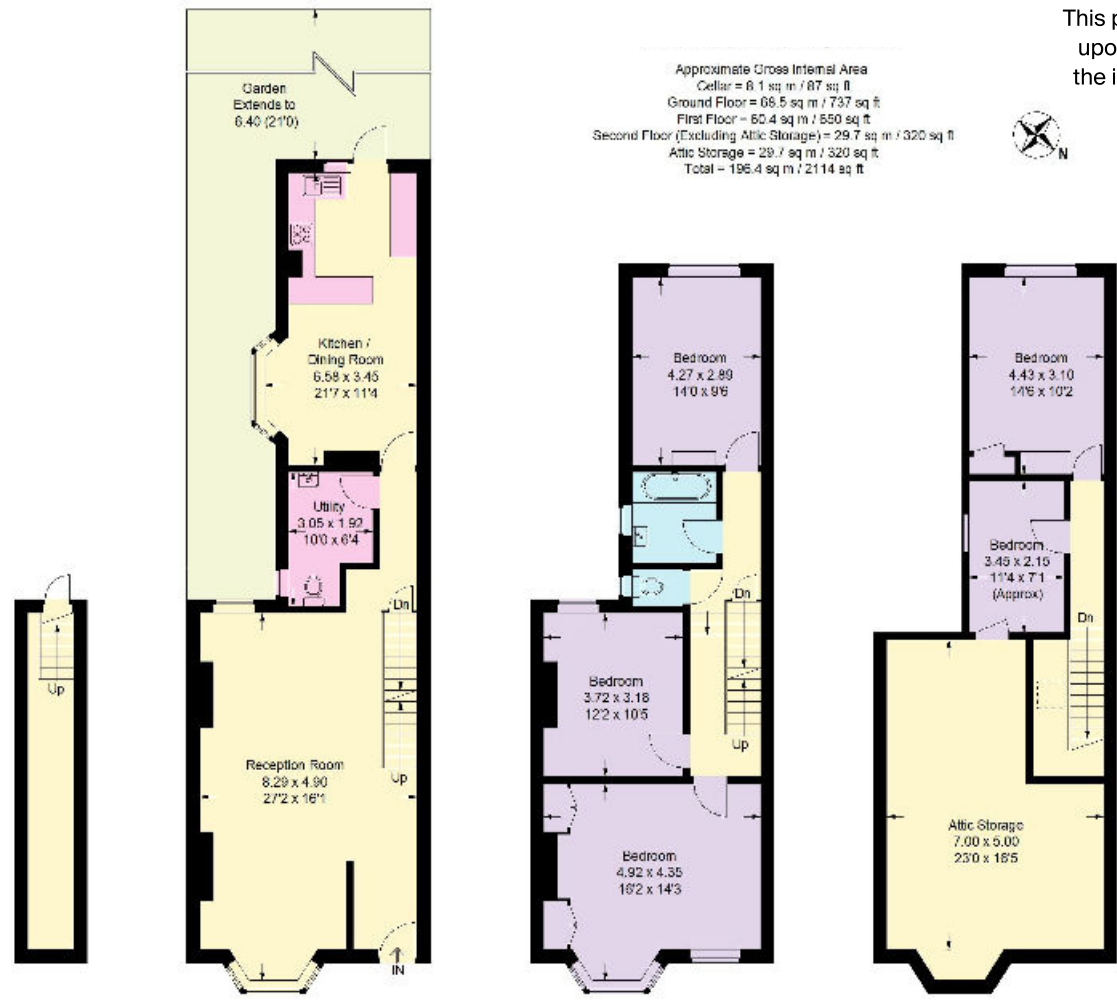 This p
upo
the i
Approximate Gross Internal Area
Cellar = 8.1 sq m / 87 sq ft
Ground Floor = 68.5 sq m / 737 sq ft
First Floor = 60.4 sq m / 650 sq ft
Second Floor (Excluding Attic Storage) = 29.7 sq m / 320 sq ft
Attic Storage = 29.7 sq m / 320 sq ft
Total = 196.4 sq m / 2114 sq ft
N
Garden
Extends to
6.40 (21'0)
Kitchen /
Dining Room
6.58 x 3.45
21'7 x 11'4
Utility
3.05 x 1.92
10'0 x 6'4
Dn
Up
Reception Room
8.29 x 4.90
27'2 x 16'1
Up
IN
Bedroom
4.27 x 2.89
14'0 x 9'6
Dn
Bedroom
3.72 x 3.18
12'2 x 10'5
Up
Bedroom
4.92 x 4.35
16'2 x 14'3
Bedroom
4.43 x 3.10
14'6 x 10'2
Bedroom
3.45 x 2.15
11'4 x 7'1
(Approx)
Dn
Attic Storage
7.00 x 5.00
23'0 x 16'5